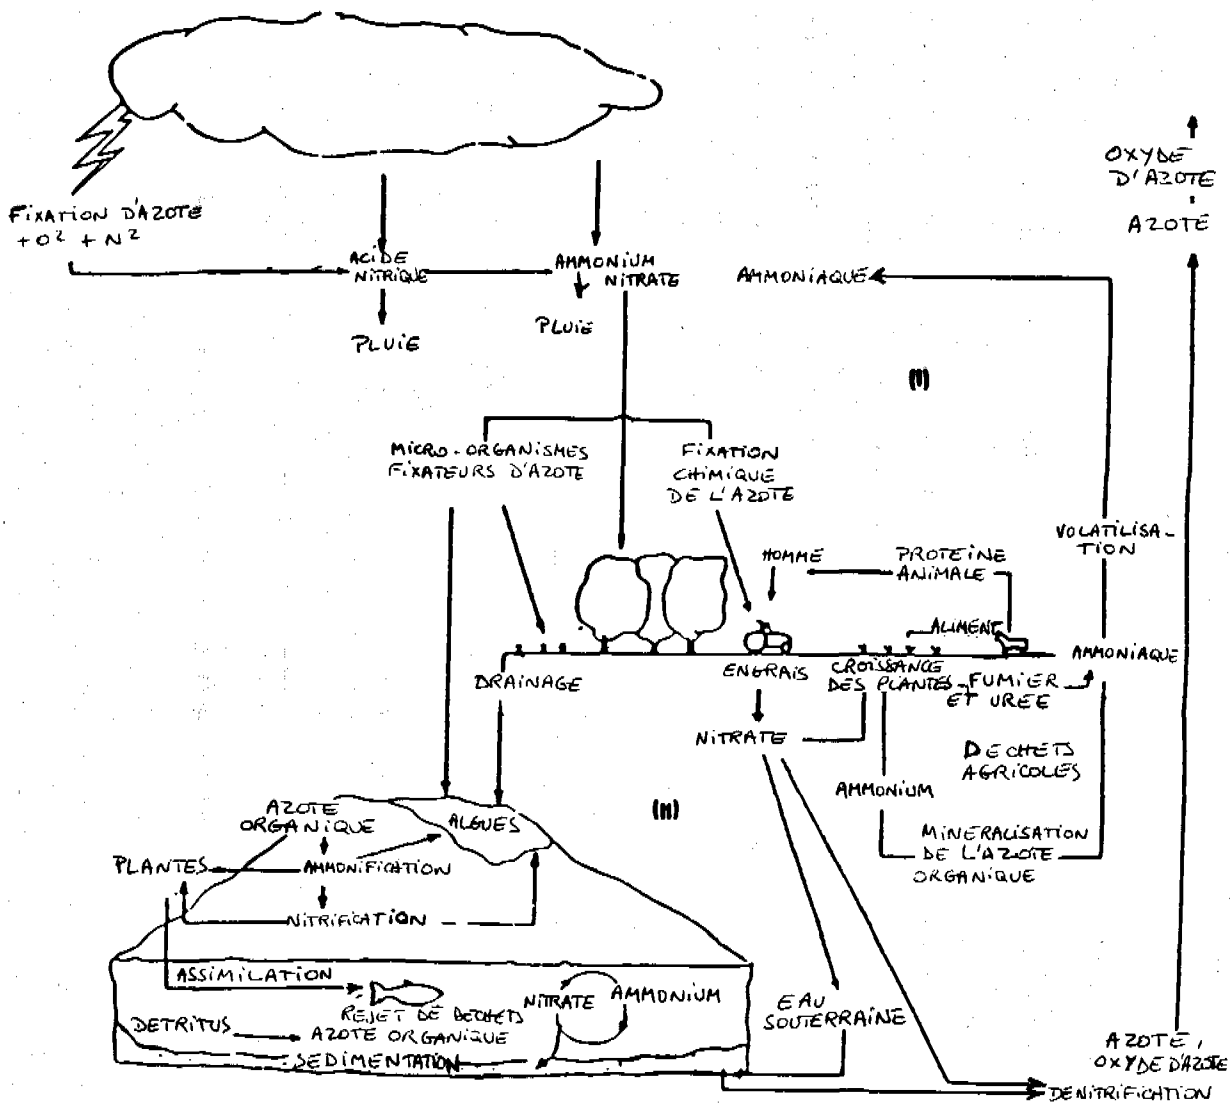 OXYDE
D'AZOTE
AZOTE
FIXATION D'AZOTE
+O² + N²
ACIDE
NITRIQUE
AMMONIUM
NITRATE
AMMONIAQUE
PLUIE
PLUIE
(I)
MICRO-ORGANISMES
FIXATEURS D'AZOTE
FIXATION
CHIMIQUE
DE L'AZOTE
VOLATILISA-
TION
HOMME
PROTEINE
ANIMALE
ALIMENT
AMMONIAQUE
DRAINAGE
ENGRAIS
CROISSANCE
DES PLANTES
FUMIER
ET UREE
NITRATE
DECHETS
AGRICOLES
AMMONIUM
(II)
AZOTE
ORGANIQUE
ALGUES
MINERALISATION
DE L'AZOTE
ORGANIQUE
PLANTES
AMMONIFICATION
NITRIFICATION
ASSIMILATION
NITRATE
AMMONIUM
REJET DE DECHETS
AZOTE ORGANIQUE
DETRITUS
SEDIMENTATION
EAU
SOUTERRAINE
AZOTE,
OXYDE D'AZOTE
DENITRIFICATION